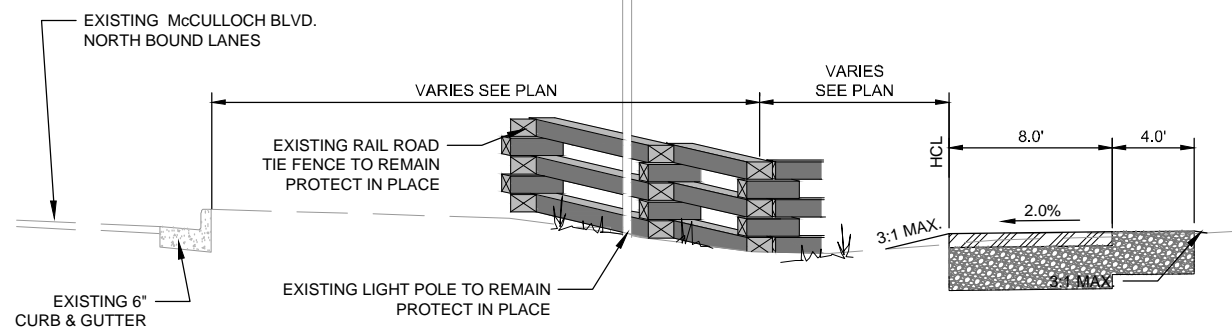 EXISTING McCULLOCH BLVD.
NORTH BOUND LANES
VARIES SEE PLAN
VARIES
SEE PLAN
EXISTING RAIL ROAD
TIE FENCE TO REMAIN
PROTECT IN PLACE
HCL
8.0'
4.0'
2.0%
3:1 MAX.
3:1 MAX
EXISTING LIGHT POLE TO REMAIN
PROTECT IN PLACE
EXISTING 6"
CURB & GUTTER